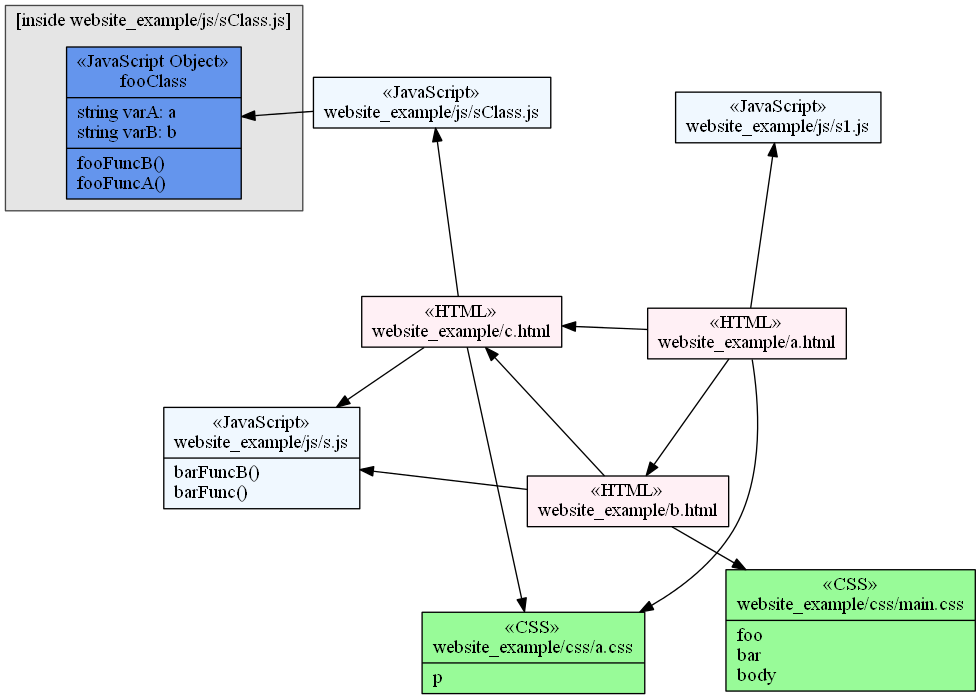 [inside website_example/js/sClass.js]
«JavaScript Object»
fooClass
string varA: a
string varB: b
fooFuncB()
fooFuncA()
«JavaScript»
website_example/js/sClass.js
«JavaScript»
website_example/js/s1.js
«HTML»
website_example/c.html
«HTML»
website_example/a.html
«JavaScript»
website_example/js/s.js
barFuncB()
barFunc()
«HTML»
website_example/b.html
«CSS»
website_example/css/a.css
p
«CSS»
website_example/css/main.css
foo
bar
body